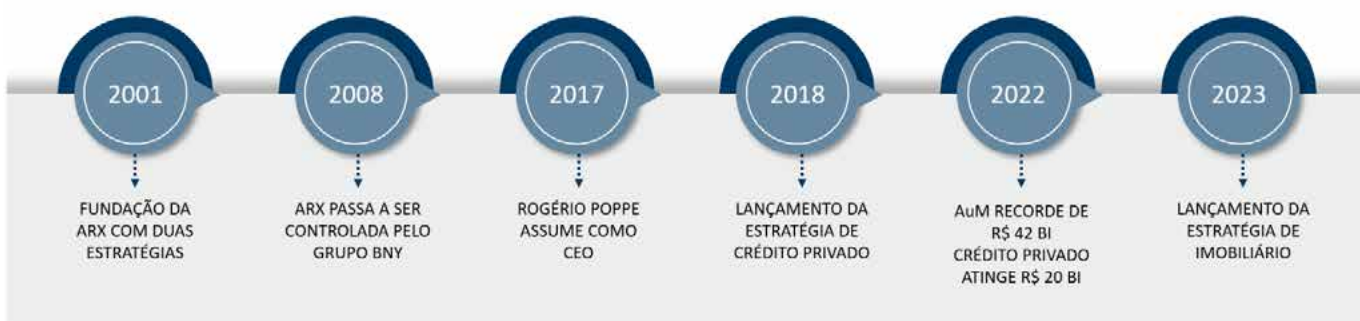 2001
FUNDAÇÃO DA
ARX COM DUAS
ESTRATÉGIAS
2008
ARX PASSA A SER
CONTROLADA PELO
GRUPO BNY
2017
ROGÉRIO POPPE
ASSUME COMO
CEO
2018
LANÇAMENTO DA
ESTRATÉGIA DE
CRÉDITO PRIVADO
2022
AuM RECORDE DE
R$ 42 BI
CRÉDITO PRIVADO
ATINGE R$ 20 BI
2023
LANÇAMENTO DA
ESTRATÉGIA DE
IMOBILIÁRIO